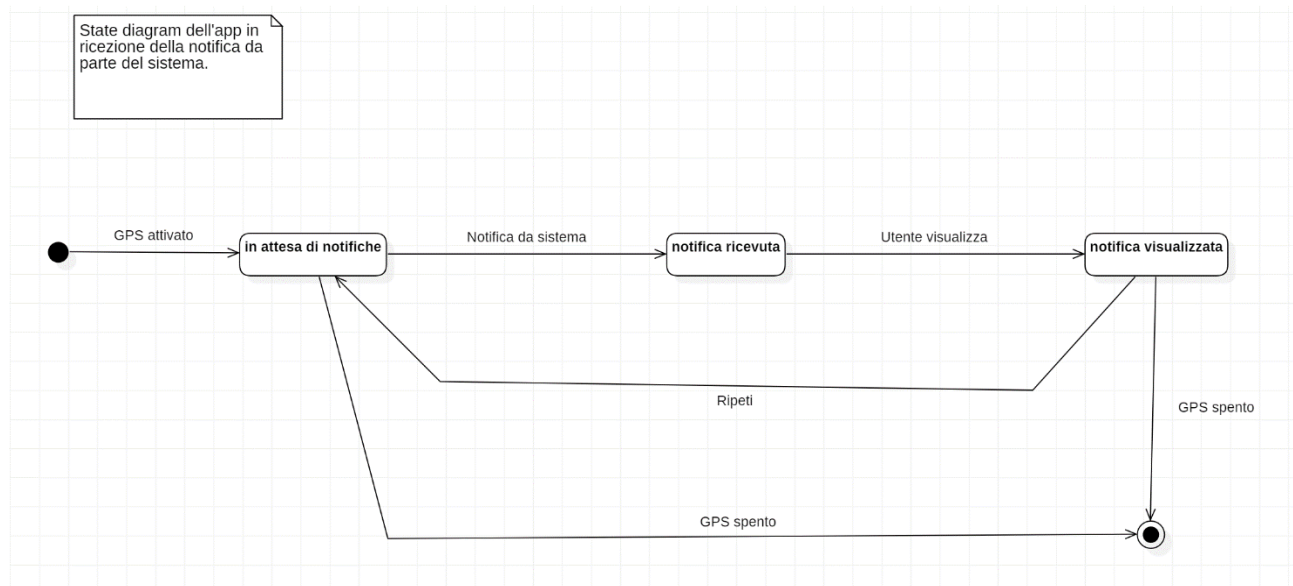 State diagram dell'app in
ricezione della notifica da
parte del sistema.
GPS attivato
in attesa di notifiche
Notifica da sistema
notifica ricevuta
Utente visualizza
notifica visualizzata
Ripeti
GPS spento
GPS spento